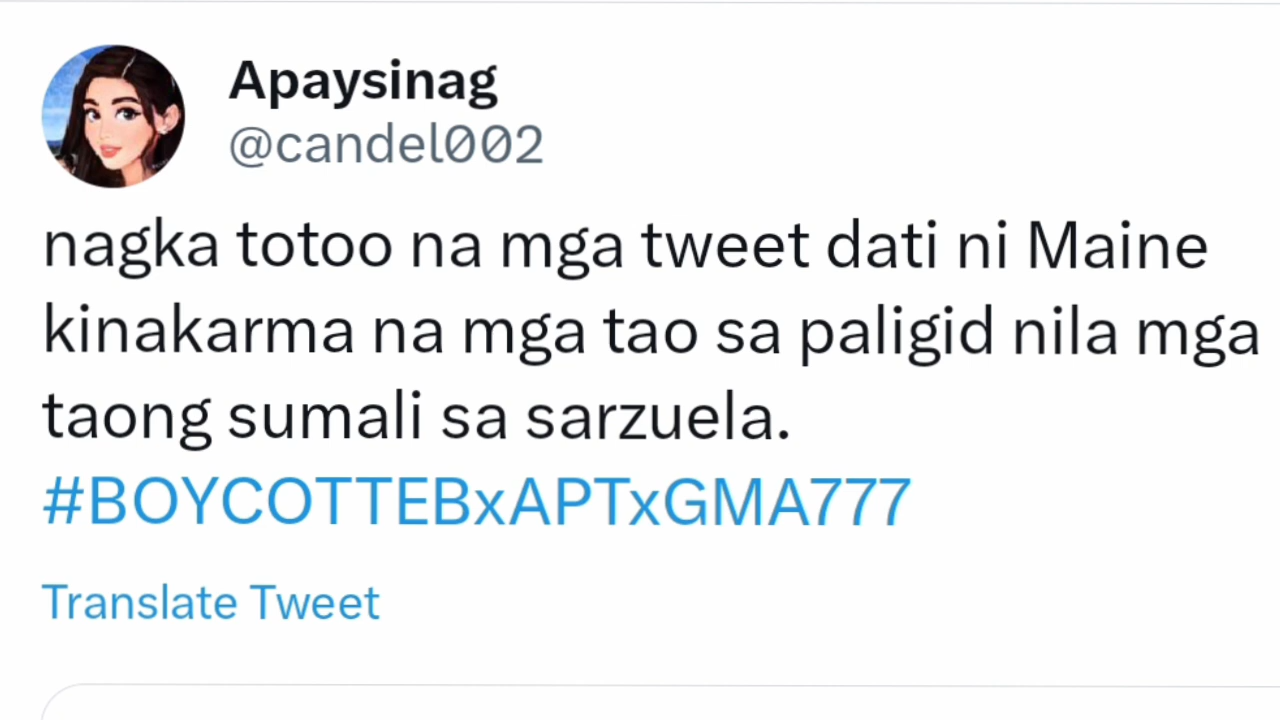 Apaysinag
@candel002
nagka totoo na mga tweet dati ni Maine
kinakarma na mga tao sa paligid nila mga
taong sumali sa sarzuela.
#BOYCOTTEBxAPTxGMA777
Translate Tweet